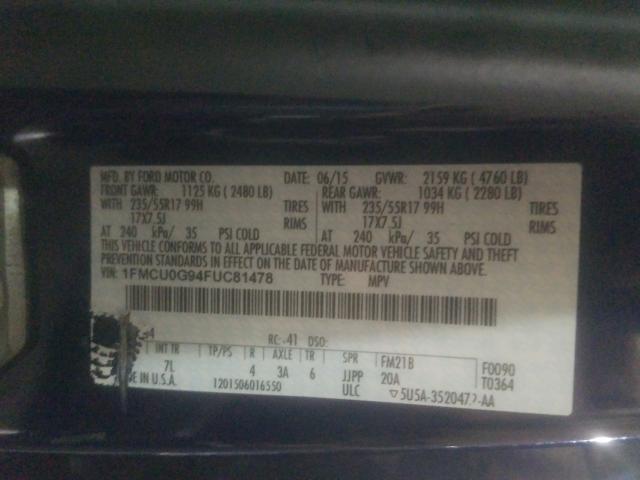 MFD. BY FORD MOTOR CO. DATE: 06/15 GVWR: 2159 KG ( 4760 LB)
FRONT GAWR: 1125 KG ( 2480 LB) REAR GAWR: 1034 KG ( 2280 LB)
WITH 235/55R17 99H TIRES WITH 235/55R17 99H TIRES
17X7.5J RIMS 17X7.5J RIMS
AT 240 kPa/ 35 PSI COLD AT 240 kPa/ 35 PSI COLD
THIS VEHICLE CONFORMS TO ALL APPLICABLE FEDERAL MOTOR VEHICLE SAFETY AND THEFT
PREVENTION STANDARDS IN EFFECT ON THE DATE OF MANUFACTURE SHOWN ABOVE.
VIN: 1FMCU0G94FUC81478 TYPE: MPV
RC: 41 DSO:
INT TR TP/PS R AXLE TR SPR FM21B F0090
7L 4 3A 6 JJPP 20A T0364
IN U.S.A. 1201506016550 ULC ▽5U5A-3520472-AA